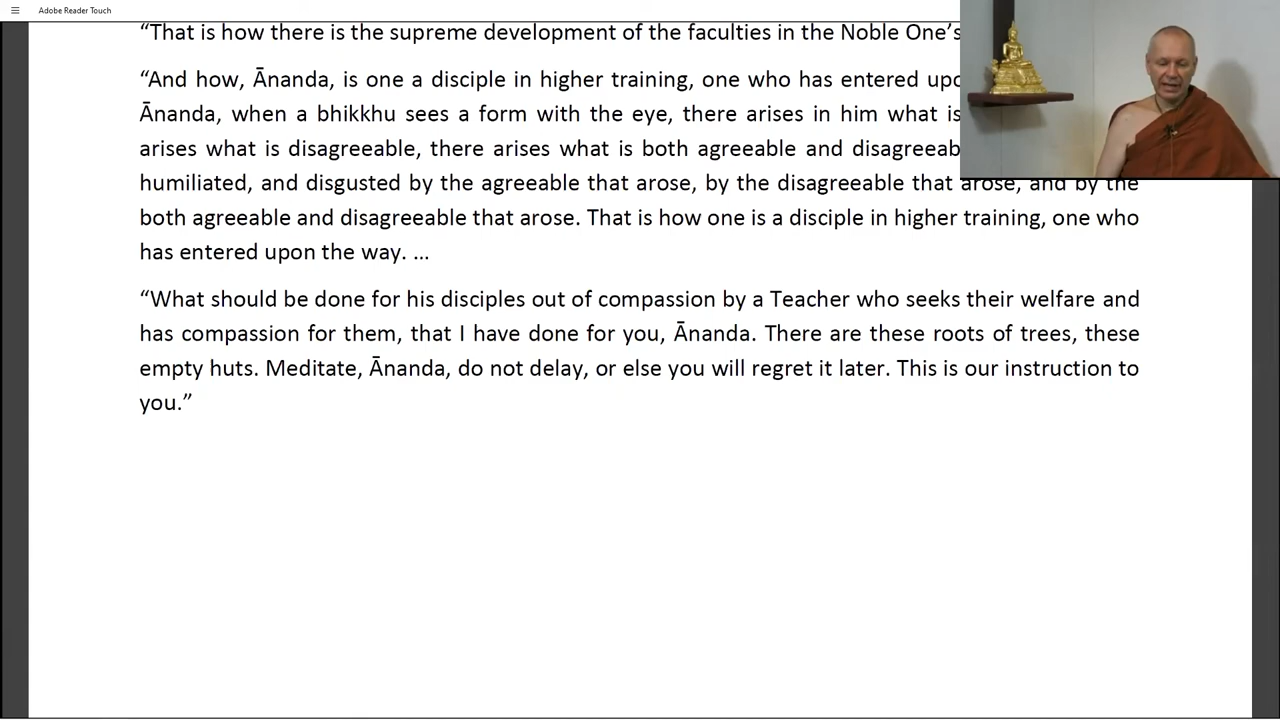 Adobe Reader Touch
“That is how there is the supreme development of the faculties in the Noble One’s
“And how, Ānanda, is one a disciple in higher training, one who has entered
Ānanda, when a bhikkhu sees a form with the eye, there arises in him what is
arises what is disagreeable, there arises what is both agreeable and
humiliated, and disgusted by the agreeable that arose, by the disagreeable that arose, and by the
both agreeable and disagreeable that arose. That is how one is a disciple in higher training, one who
has entered upon the way. …
“What should be done for his disciples out of compassion by a Teacher who seeks their welfare and
has compassion for them, that I have done for you, Ānanda. There are these roots of trees, these
empty huts. Meditate, Ānanda, do not delay, or else you will regret it later. This is our instruction to
you.”